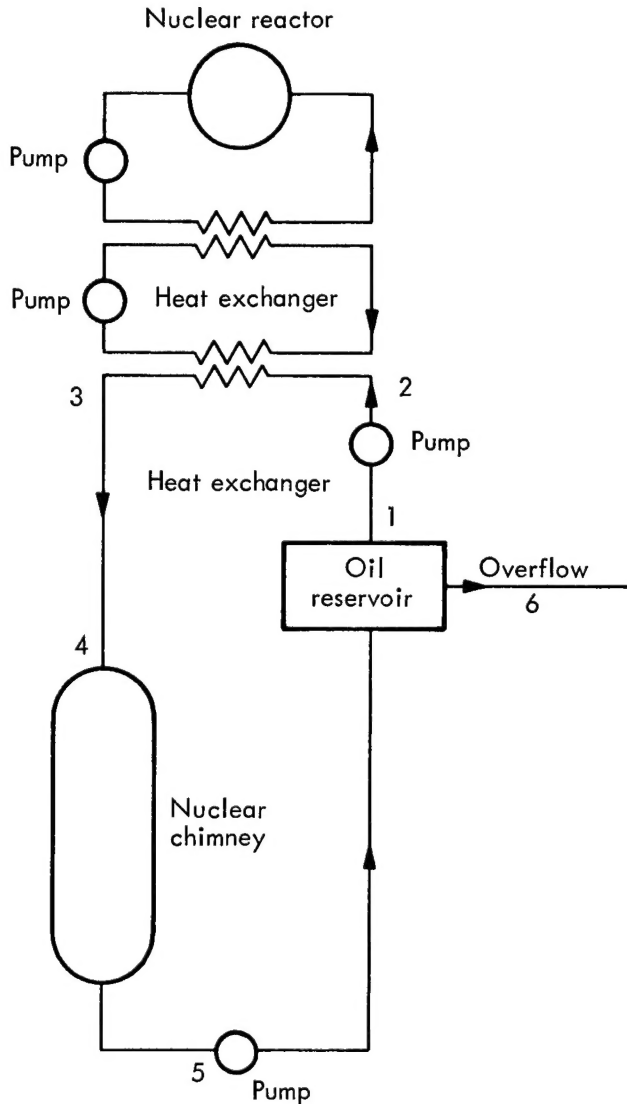 Nuclear reactor
Pump
Pump
Heat exchanger
3
2
Pump
Heat exchanger
1
Oil
reservoir
Overflow
6
4
Nuclear
chimney
5
Pump